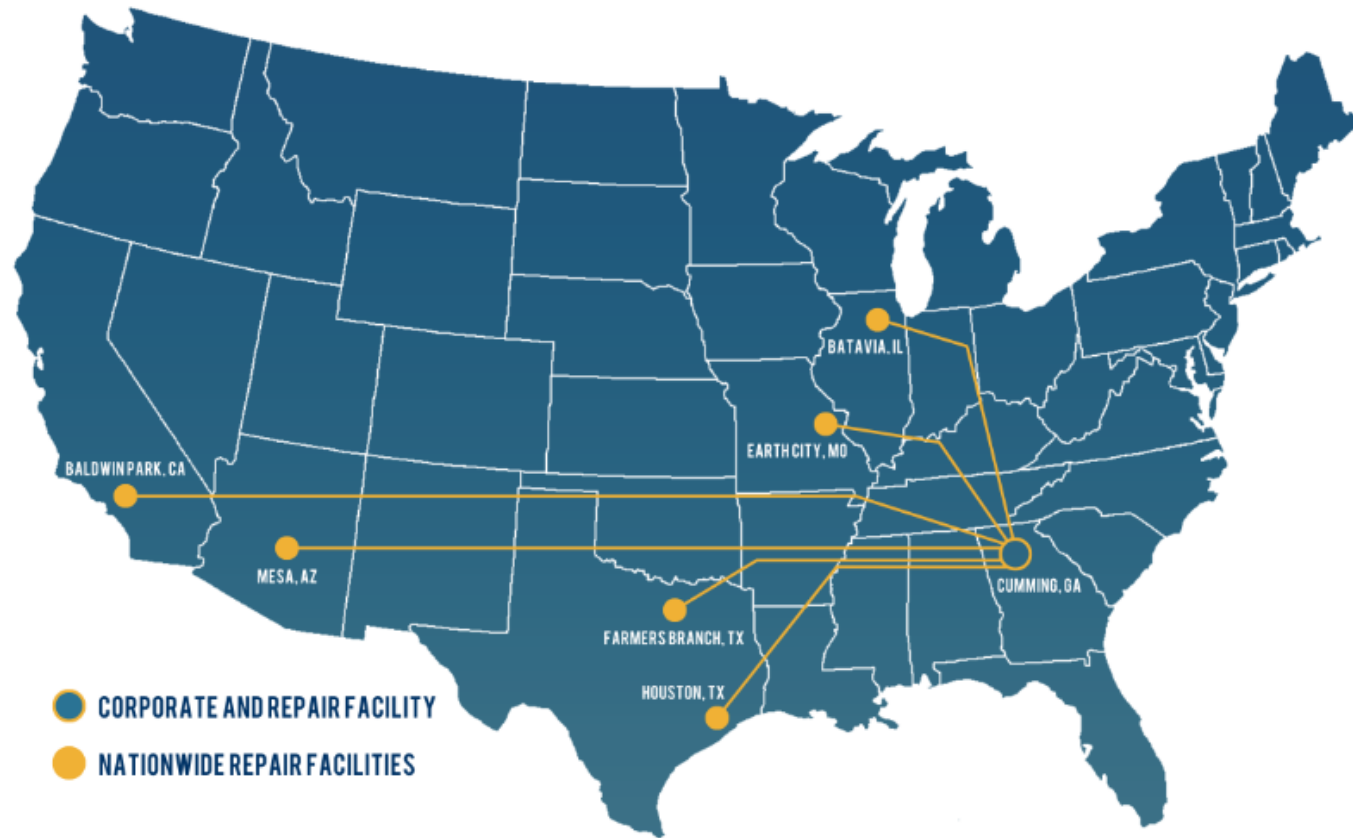 BATAVIA, IL
EARTH CITY, MO
BALDWIN PARK, CA
MESA, AZ
CUMMING, GA
FARMERS BRANCH, TX
HOUSTON, TX
CORPORATE AND REPAIR FACILITY
NATIONWIDE REPAIR FACILITIES